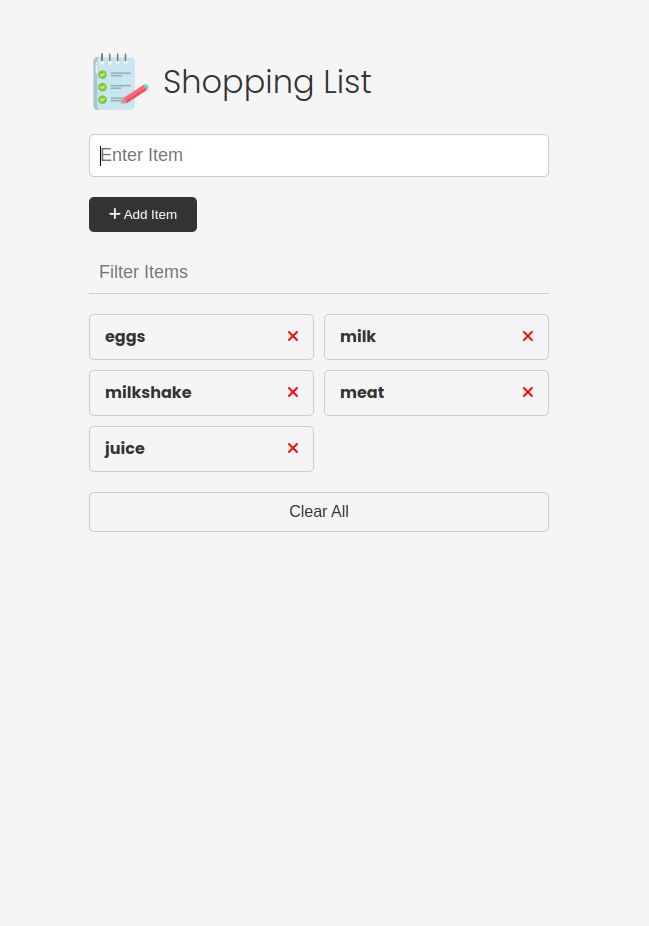 Shopping List
Enter Item
+ Add Item
Filter Items
eggs
milk
milkshake
meat
juice
Clear All